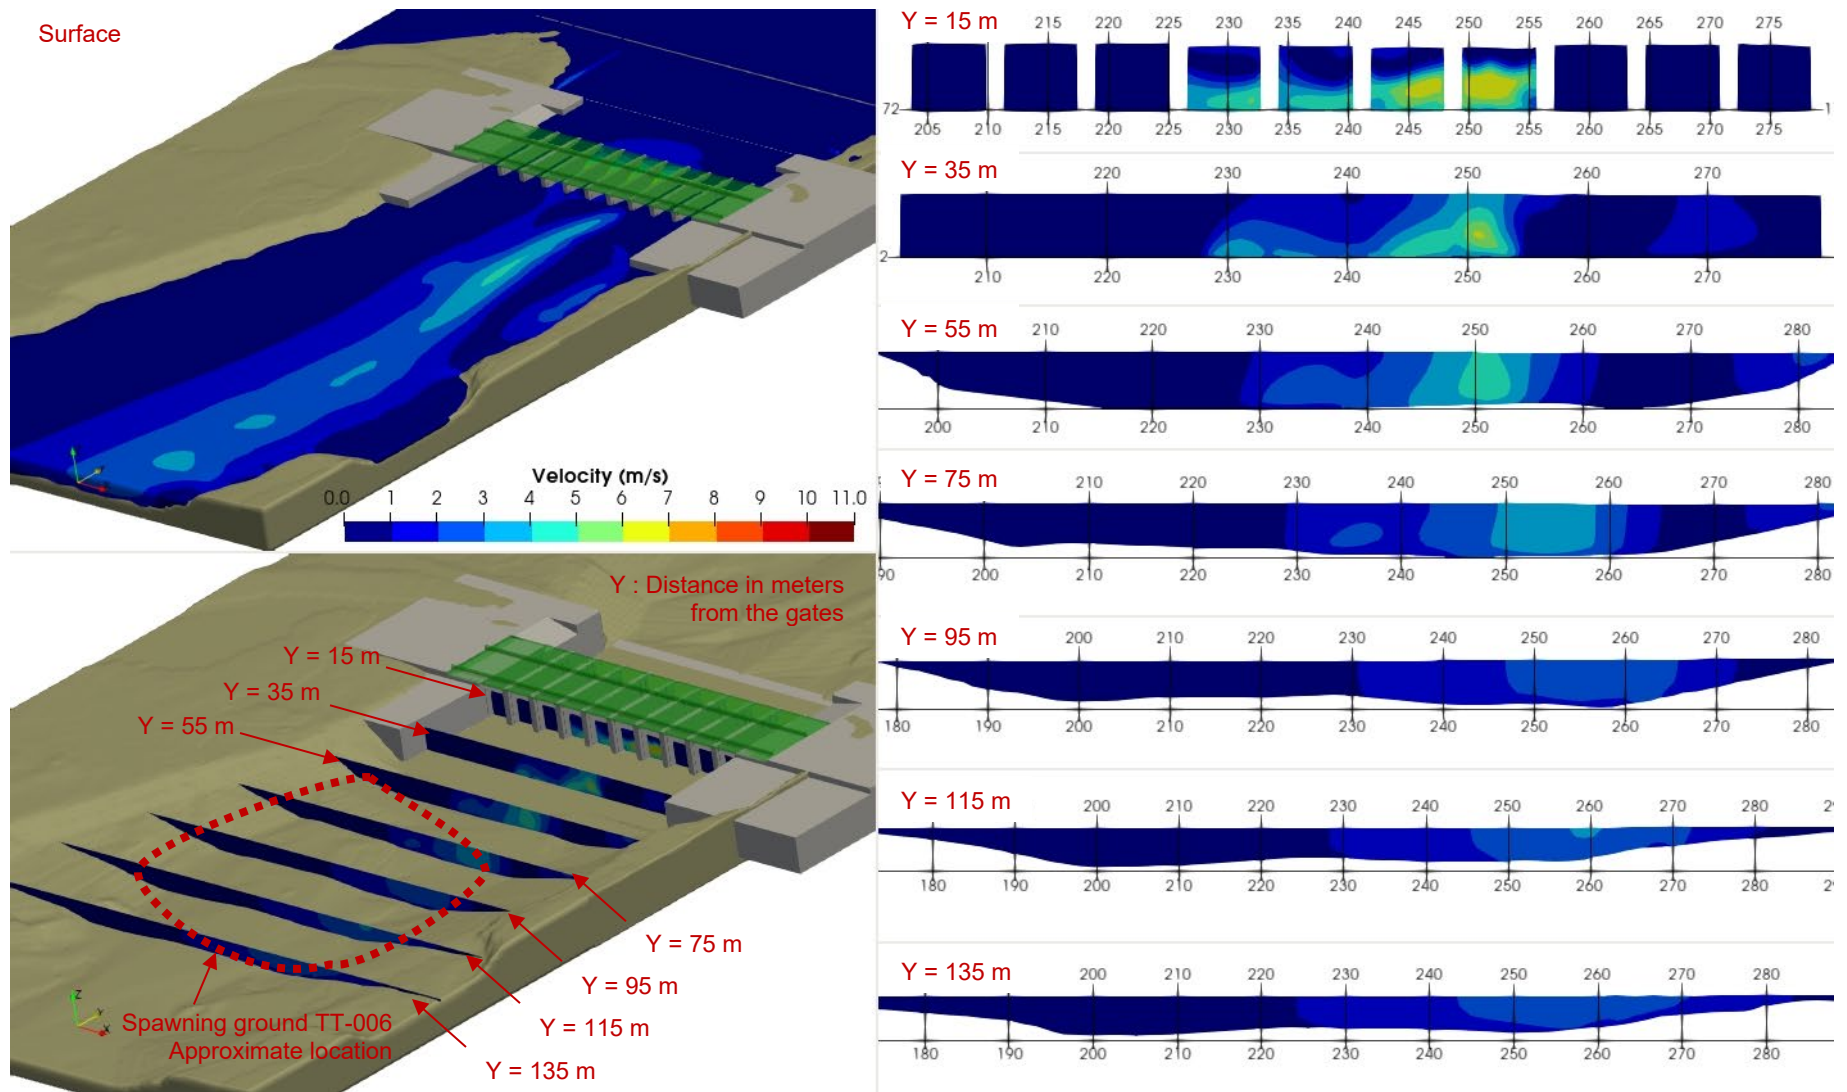 Surface
Velocity (m/s)
0.0 1 2 3 4 5 6 7 8 9 10 11.0
Y : Distance in meters
from the gates
Y = 15 m
Y = 35 m
Y = 55 m
Y = 75 m
Y = 95 m
Y = 115 m
Y = 135 m
Spawning ground TT-006
Approximate location
Z
Y
X
Y = 15 m
215 220 225 230 235 240 245 250 255 260 265 270 275
72 1
205 210 215 220 225 230 235 240 245 250 255 260 265 270 275
Y = 35 m
220 230 240 250 260 270
2
210 220 230 240 250 260 270
Y = 55 m
210 220 230 240 250 260 270 280
200 210 220 230 240 250 260 270 280
Y = 75 m
210 220 230 240 250 260 270 280
90 200 210 220 230 240 250 260 270 280
Y = 95 m
200 210 220 230 240 250 260 270 280
180 190 200 210 220 230 240 250 260 270 280
Y = 115 m
200 210 220 230 240 250 260 270 280 29
180 190 200 210 220 230 240 250 260 270 280
Y = 135 m
200 210 220 230 240 250 260 270 280
180 190 200 210 220 230 240 250 260 270 280